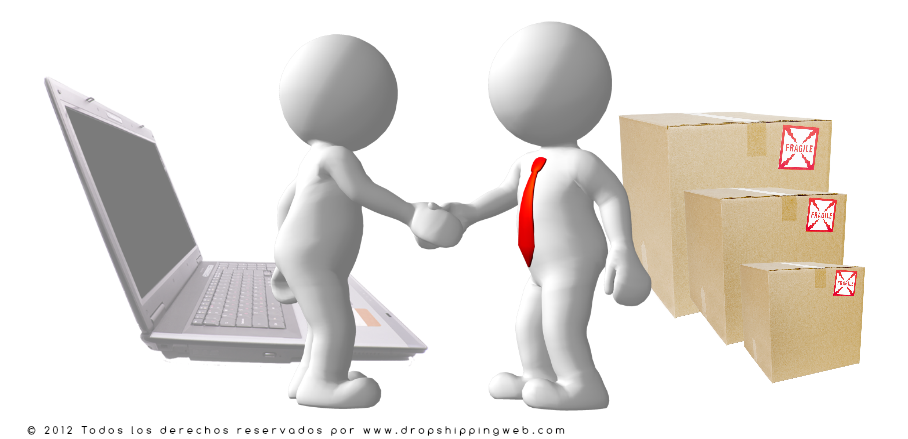 FRAGILE
FRAGILE
FRAGILE
© 2012 Todos los derechos reservados por www.dropshippingweb.com